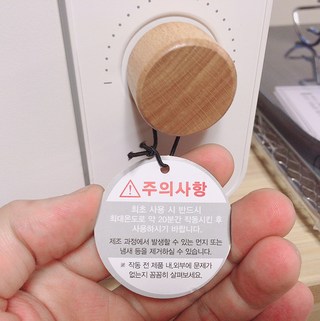 주의사항
최초 사용 시 반드시
최대온도로 약 20분간 작동시킨 후
사용하시기 바랍니다.
제조 과정에서 발생할 수 있는 먼지 또는
냄새 등을 제거하실 수 있습니다.
※ 작동 전 제품 내,외부에 문제가
없는지 꼼꼼히 살펴보세요.